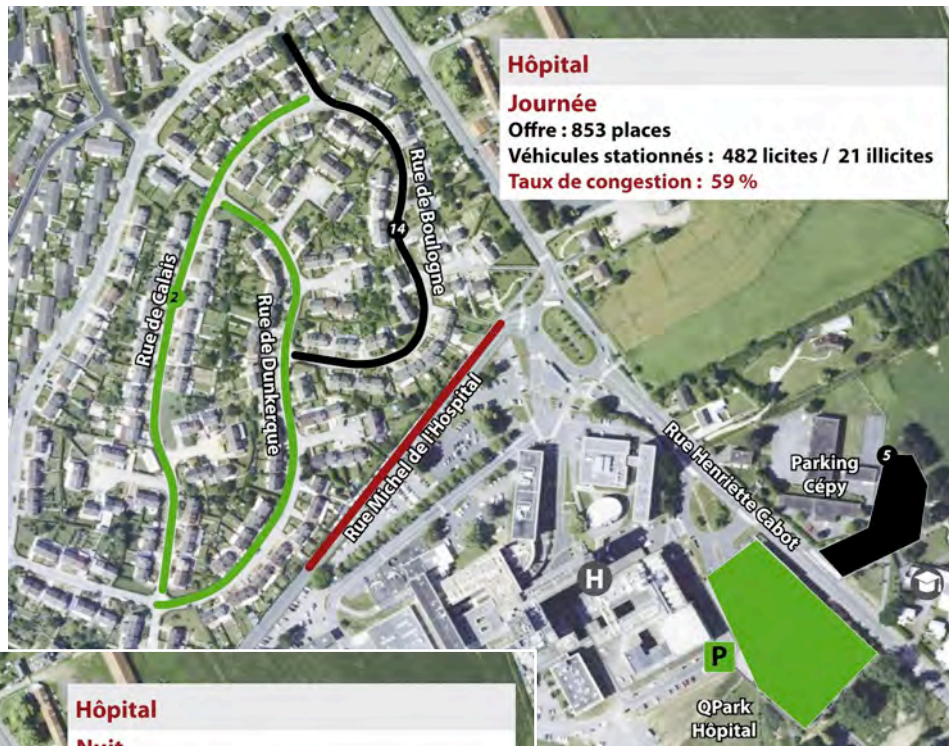 Hôpital
Journée
Offre : 853 places
Véhicules stationnés : 482 licites / 21 illicites
Taux de congestion : 59 %
Rue de Boulogne
14
Rue de Calais
2
Rue de Dunkerque
Rue Michel de l'Hospital
Rue Henriette Cabot
Parking
Cépy
5
H
P
QPark
Hôpital
Hôpital
Nuit